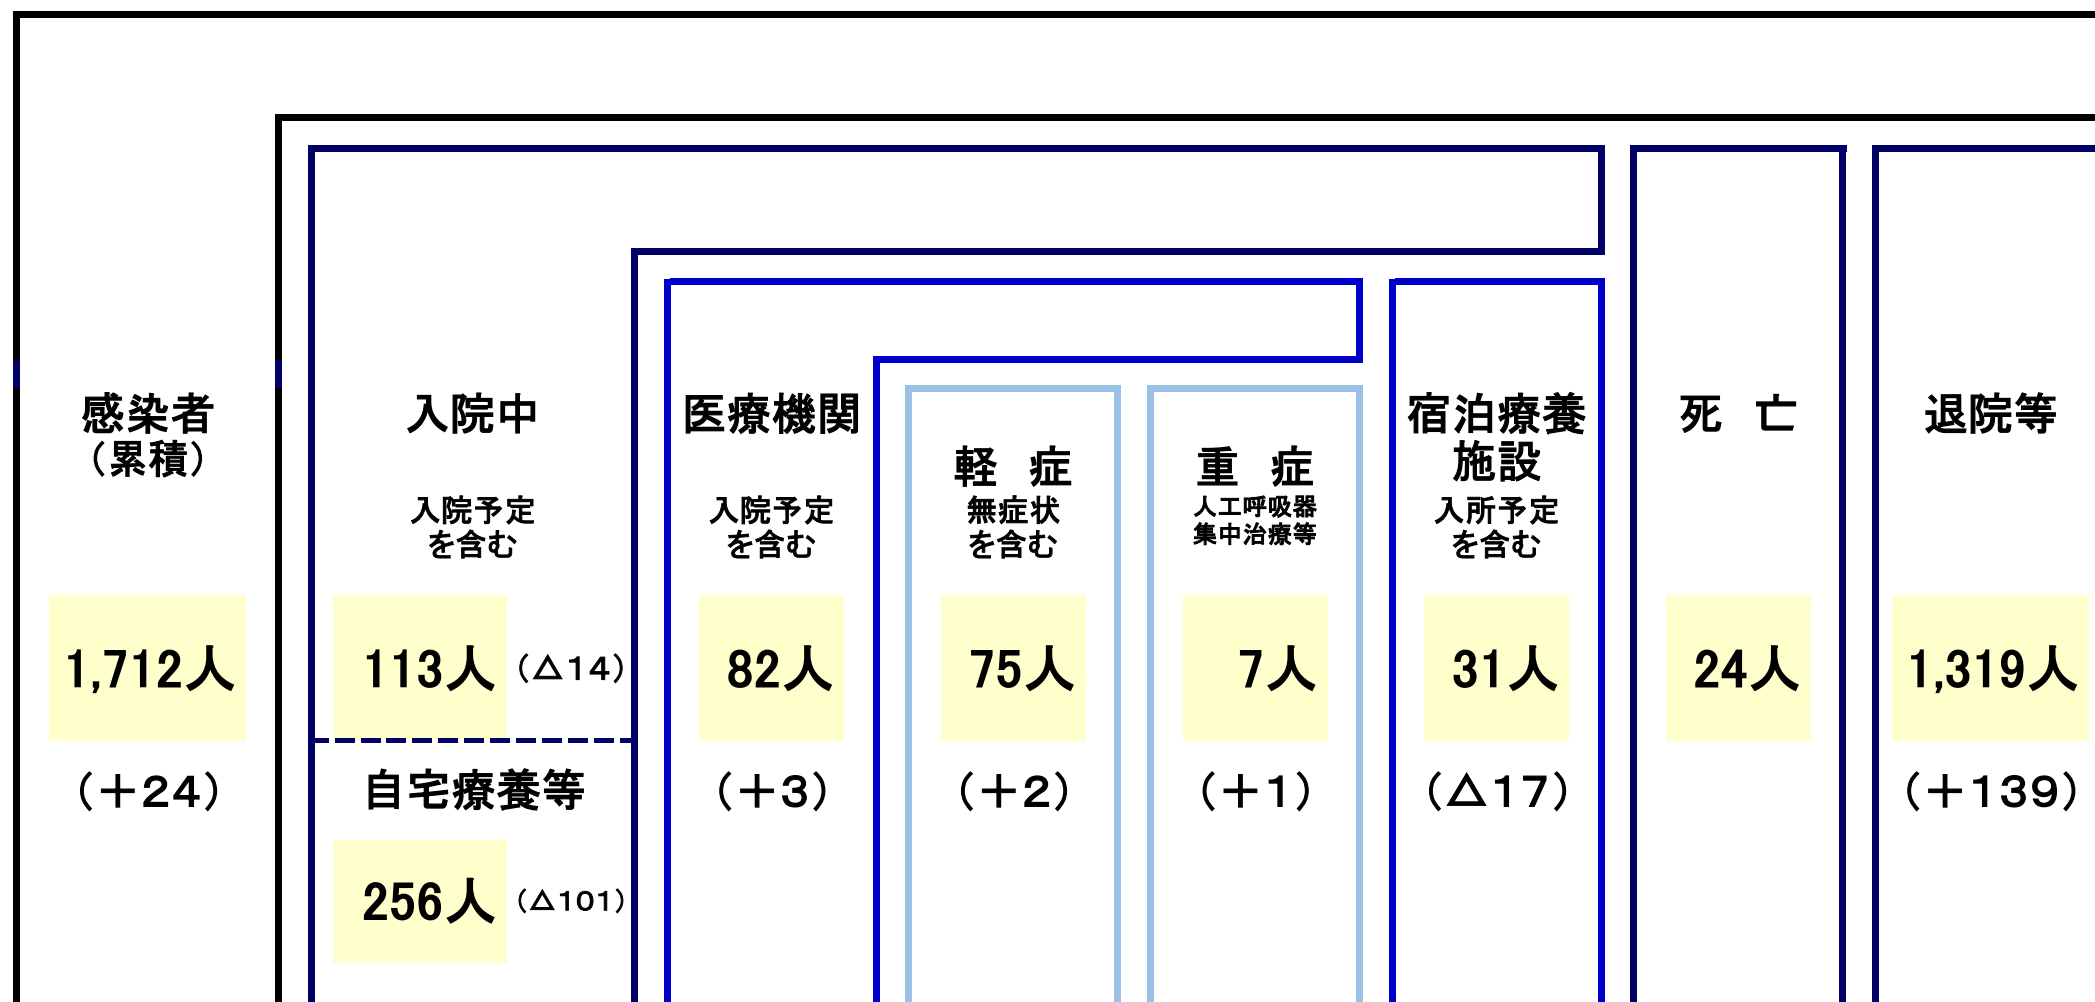 感染者
（累積）
1,712人
（＋24）
入院中
入院予定
を含む
113人（△14）
自宅療養等
256人（△101）
医療機関
入院予定
を含む
82人
（＋3）
軽　症
無症状
を含む
75人
（＋2）
重　症
人工呼吸器
集中治療等
7人
（＋1）
宿泊療養
施設
入所予定
を含む
31人
（△17）
死　亡
24人
退院等
1,319人
（＋139）